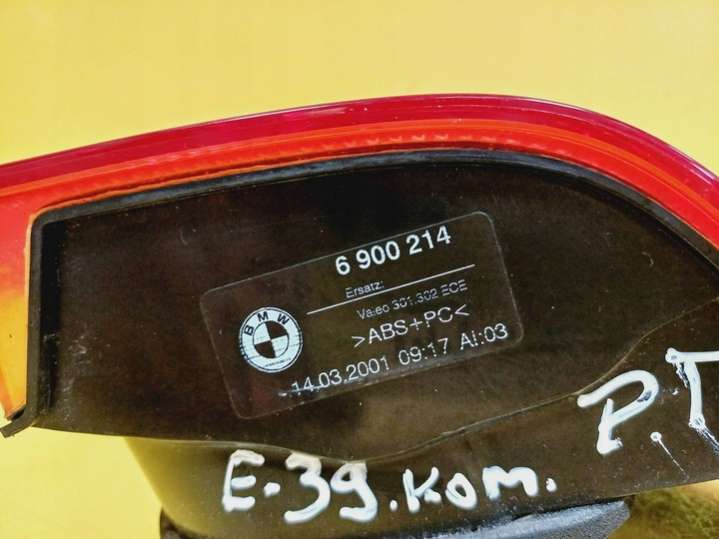 6 900 214
Ersatz:
Valeo 301.302 ECE
BMW
>ABS+PC<
14.03.2001 09:17 AI:03
Р.Г
E-39.ком.